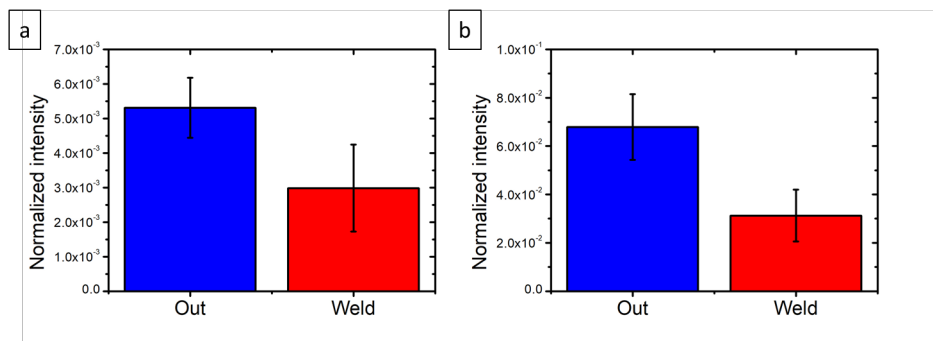 a
Normalized intensity
7.0x10⁻³
6.0x10⁻³
5.0x10⁻³
4.0x10⁻³
3.0x10⁻³
2.0x10⁻³
1.0x10⁻³
0.0
Out Weld
b
Normalized intensity
1.0x10⁻¹
8.0x10⁻²
6.0x10⁻²
4.0x10⁻²
2.0x10⁻²
0.0
Out Weld